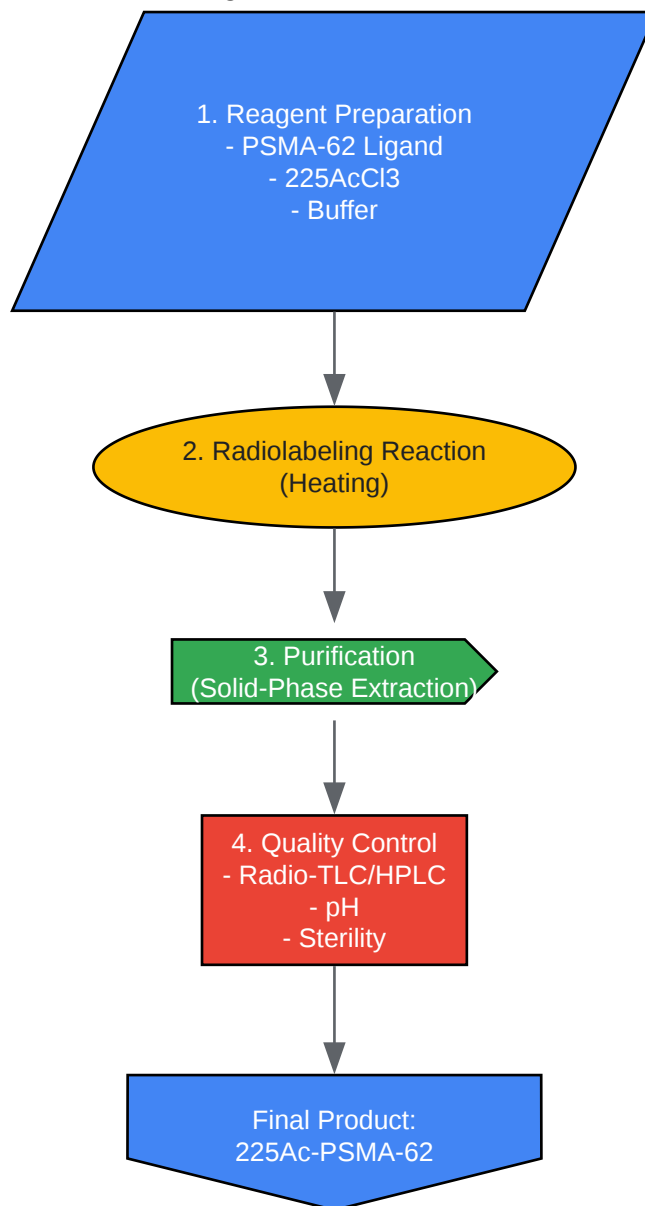 1. Reagent Preparation
- PSMA-62 Ligand
- 225AcCl3
- Buffer
2. Radiolabeling Reaction
(Heating)
3. Purification
(Solid-Phase Extraction)
4. Quality Control
- Radio-TLC/HPLC
- pH
- Sterility
Final Product:
225Ac-PSMA-62